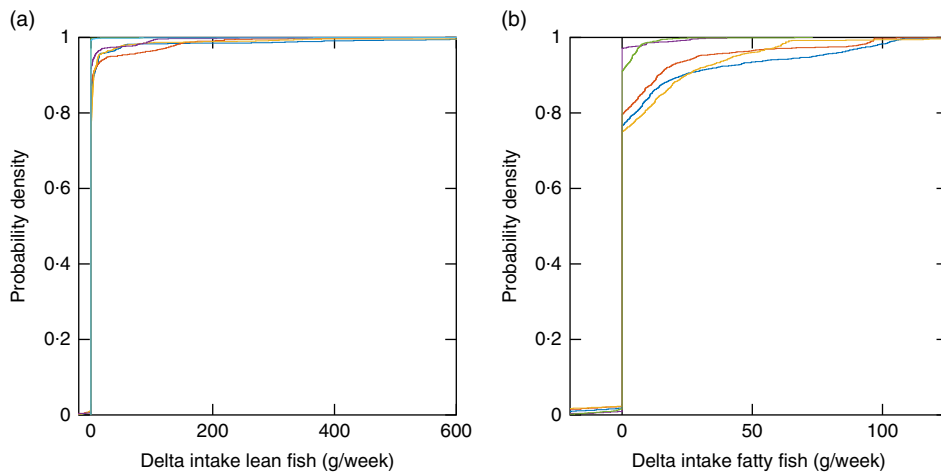 (a)
1
0·8
0·6
0·4
0·2
0
Probability density
0 200 400 600
Delta intake lean fish (g/week)
(b)
1
0·8
0·6
0·4
0·2
0
Probability density
0 50 100
Delta intake fatty fish (g/week)